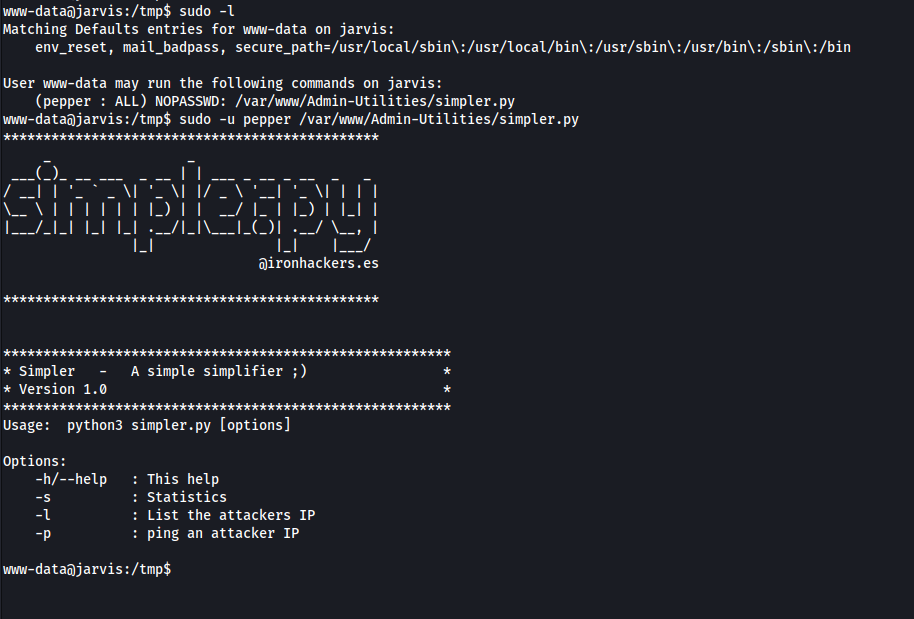 www-data@jarvis:/tmp$ sudo -l
Matching Defaults entries for www-data on jarvis:
    env_reset, mail_badpass, secure_path=/usr/local/sbin\:/usr/local/bin\:/usr/sbin\:/usr/bin\:/sbin\:/bin

User www-data may run the following commands on jarvis:
    (pepper : ALL) NOPASSWD: /var/www/Admin-Utilities/simpler.py
www-data@jarvis:/tmp$ sudo -u pepper /var/www/Admin-Utilities/simpler.py
***********************************************
     _                 _
 ___(_)_ __ ___  _ __ | | ___ _ __ _ __  _   _
/ __| | '_ ` _ \| '_ \| |/ _ \ '__| '_ \| | | |
\__ \ | | | | | | |_) | |  __/ |_ | |_) | |_| |
|___/_|_| |_| |_| .__/|_|\___|_(_)| .__/ \__, |
                |_|               |_|    |___/
                                @ironhackers.es

***********************************************


********************************************************
* Simpler   -   A simple simplifier ;)                 *
* Version 1.0                                          *
********************************************************
Usage:  python3 simpler.py [options]

Options:
    -h/--help   : This help
    -s          : Statistics
    -l          : List the attackers IP
    -p          : ping an attacker IP

www-data@jarvis:/tmp$